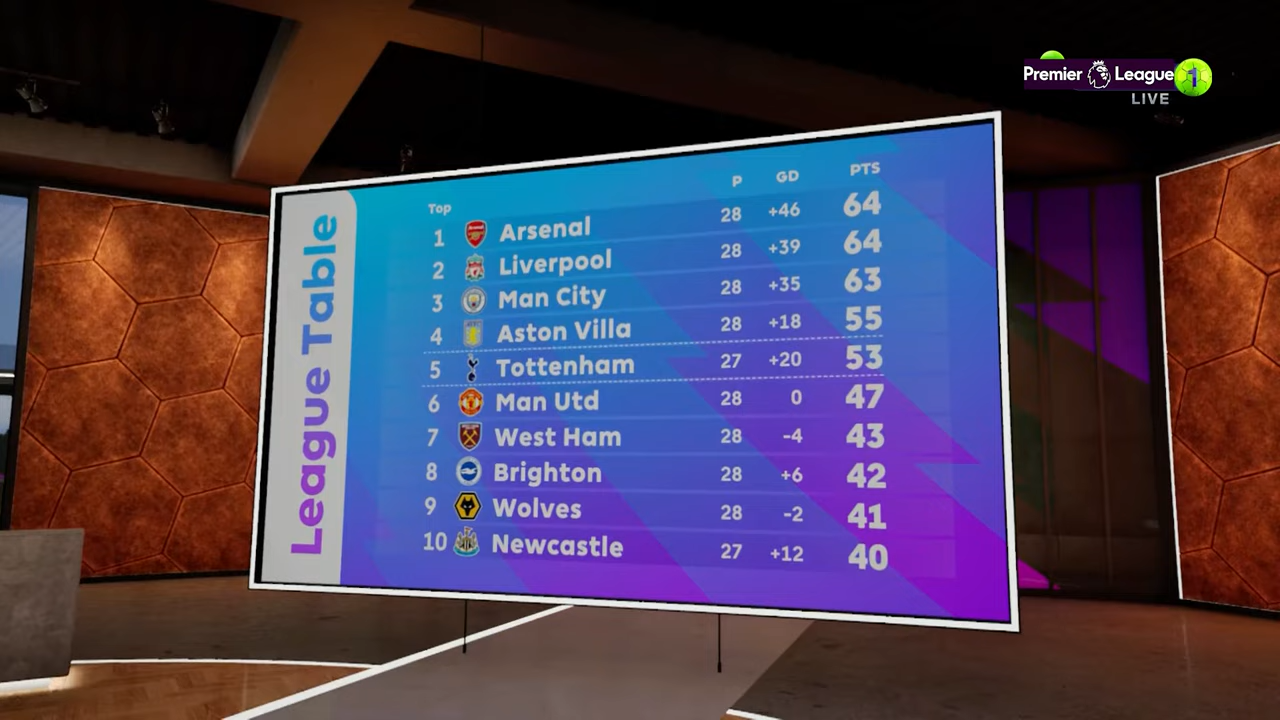 Premier League 1
LIVE
League Table
P GD PTS
Top
1 Arsenal 28 +46 64
2 Liverpool 28 +39 64
3 Man City 28 +35 63
4 Aston Villa 28 +18 55
5 Tottenham 27 +20 53
6 Man Utd 28 0 47
7 West Ham 28 -4 43
8 Brighton 28 +6 42
9 Wolves 28 -2 41
10 Newcastle 27 +12 40